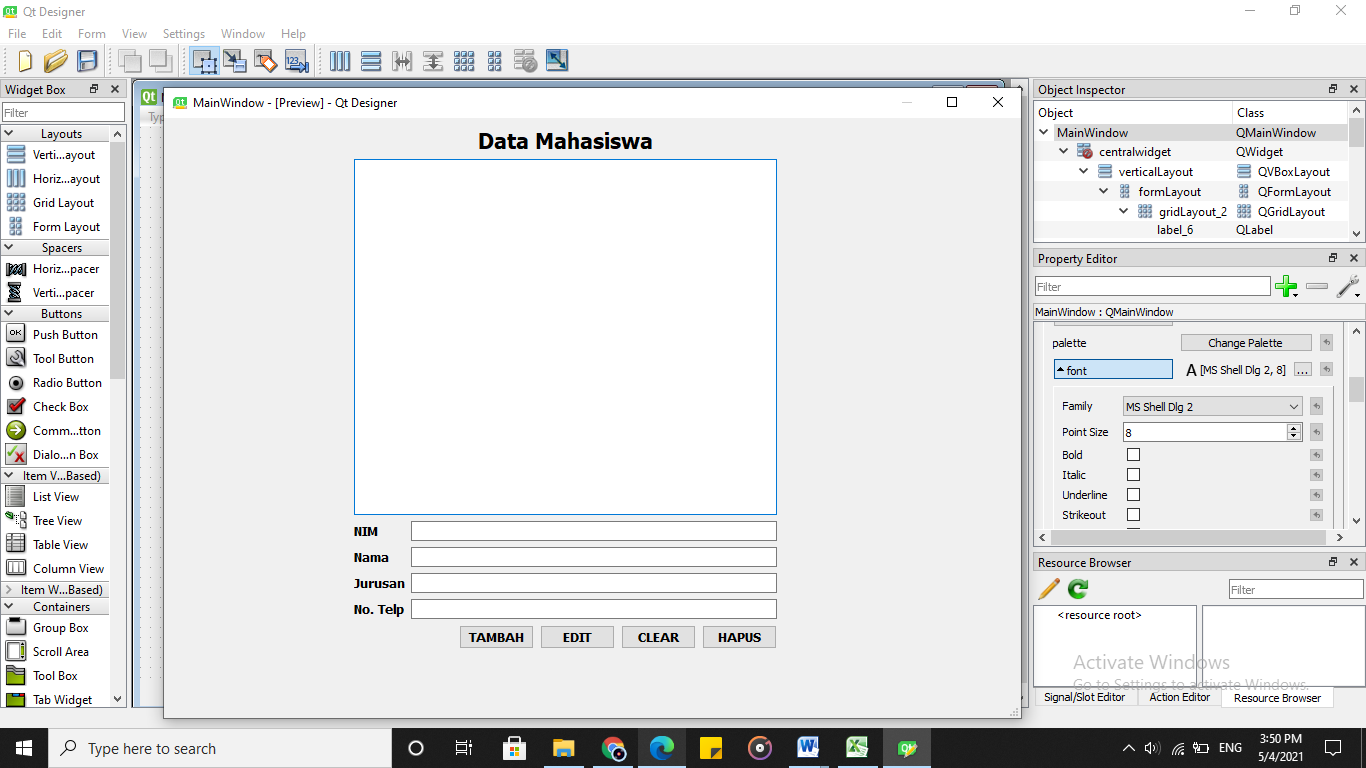 Qt Designer
File Edit Form View Settings Window Help
Widget Box
Filter
Layouts
Verti...ayout
Horiz...ayout
Grid Layout
Form Layout
Spacers
Horiz...pacer
Verti...pacer
Buttons
OK Push Button
Tool Button
Radio Button
Check Box
Comm...tton
Dialo...n Box
Item V...Based)
List View
Tree View
Table View
Column View
Item W...Based)
Containers
Group Box
Scroll Area
Tool Box
Tab Widget
MainWindow - [Preview] - Qt Designer
Data Mahasiswa
NIM
Nama
Jurusan
No. Telp
TAMBAH EDIT CLEAR HAPUS
Object Inspector
Object Class
MainWindow QMainWindow
centralwidget QWidget
verticalLayout QVBoxLayout
formLayout QFormLayout
gridLayout_2 QGridLayout
label_6 QLabel
Property Editor
Filter
MainWindow : QMainWindow
palette Change Palette
font A [MS Shell Dlg 2, 8] ...
Family MS Shell Dlg 2
Point Size 8
Bold
Italic
Underline
Strikeout
Resource Browser
Filter
<resource root>
Activate Windows
Go to Settings to activate Windows.
Signal/Slot Editor Action Editor Resource Browser
Type here to search
ENG
3:50 PM
5/4/2021